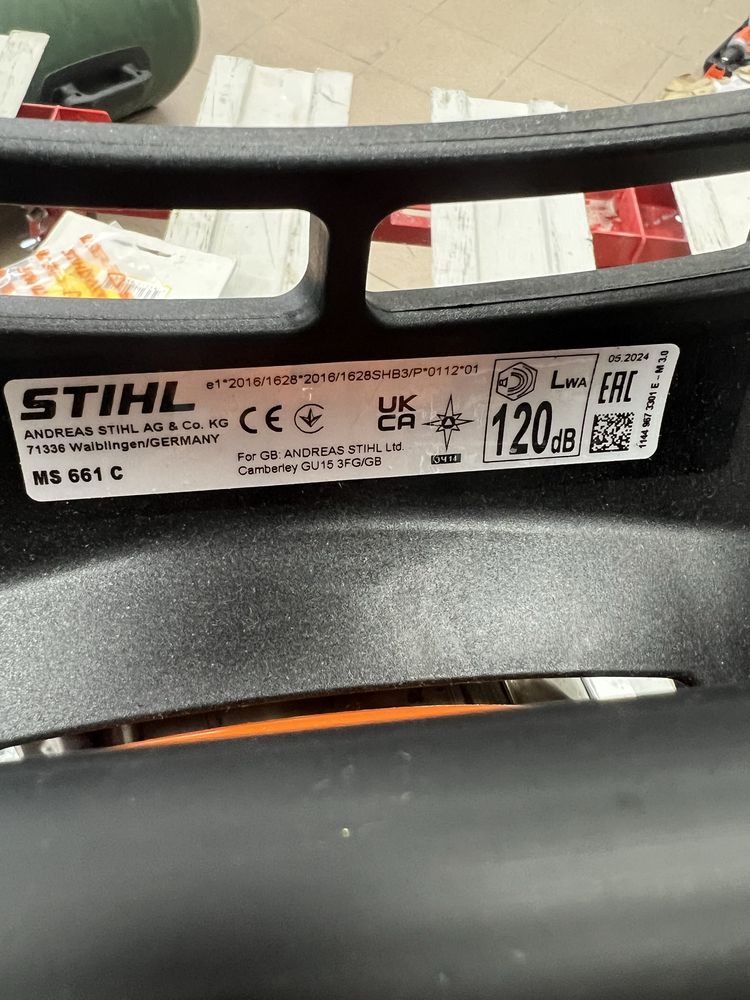 STIHL
ANDREAS STIHL AG & Co. KG
71336 Waiblingen/GERMANY
MS 661 C
e1*2016/1628*2016/1628SHB3/P*0112*01
CE
UK
CA
0414
For GB: ANDREAS STIHL Ltd.
Camberley GU15 3FG/GB
LWA
120dB
05.2024
EAC
1144 967 3301 E - M 3.0